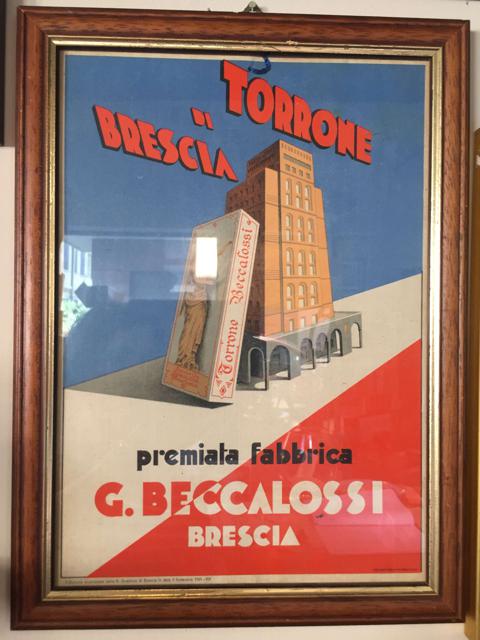 TORRONE
DI
BRESCIA
Torrone Beccalossi
premiata fabbrica
G. BECCALOSSI
BRESCIA